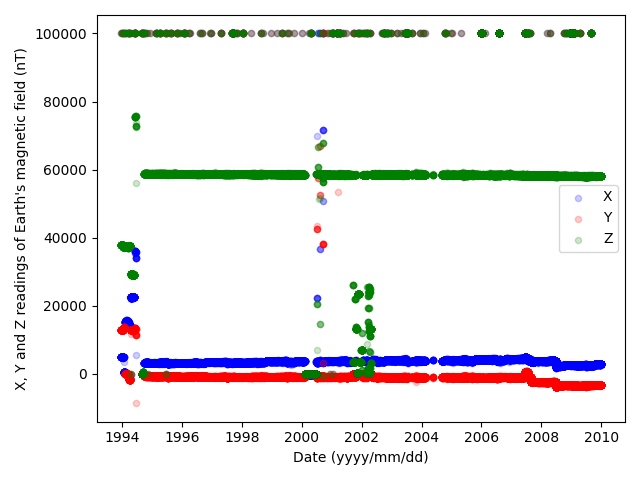 100000
80000
60000
40000
20000
0
X, Y and Z readings of Earth's magnetic field (nT)
X
Y
Z
1994 1996 1998 2000 2002 2004 2006 2008 2010
Date (yyyy/mm/dd)